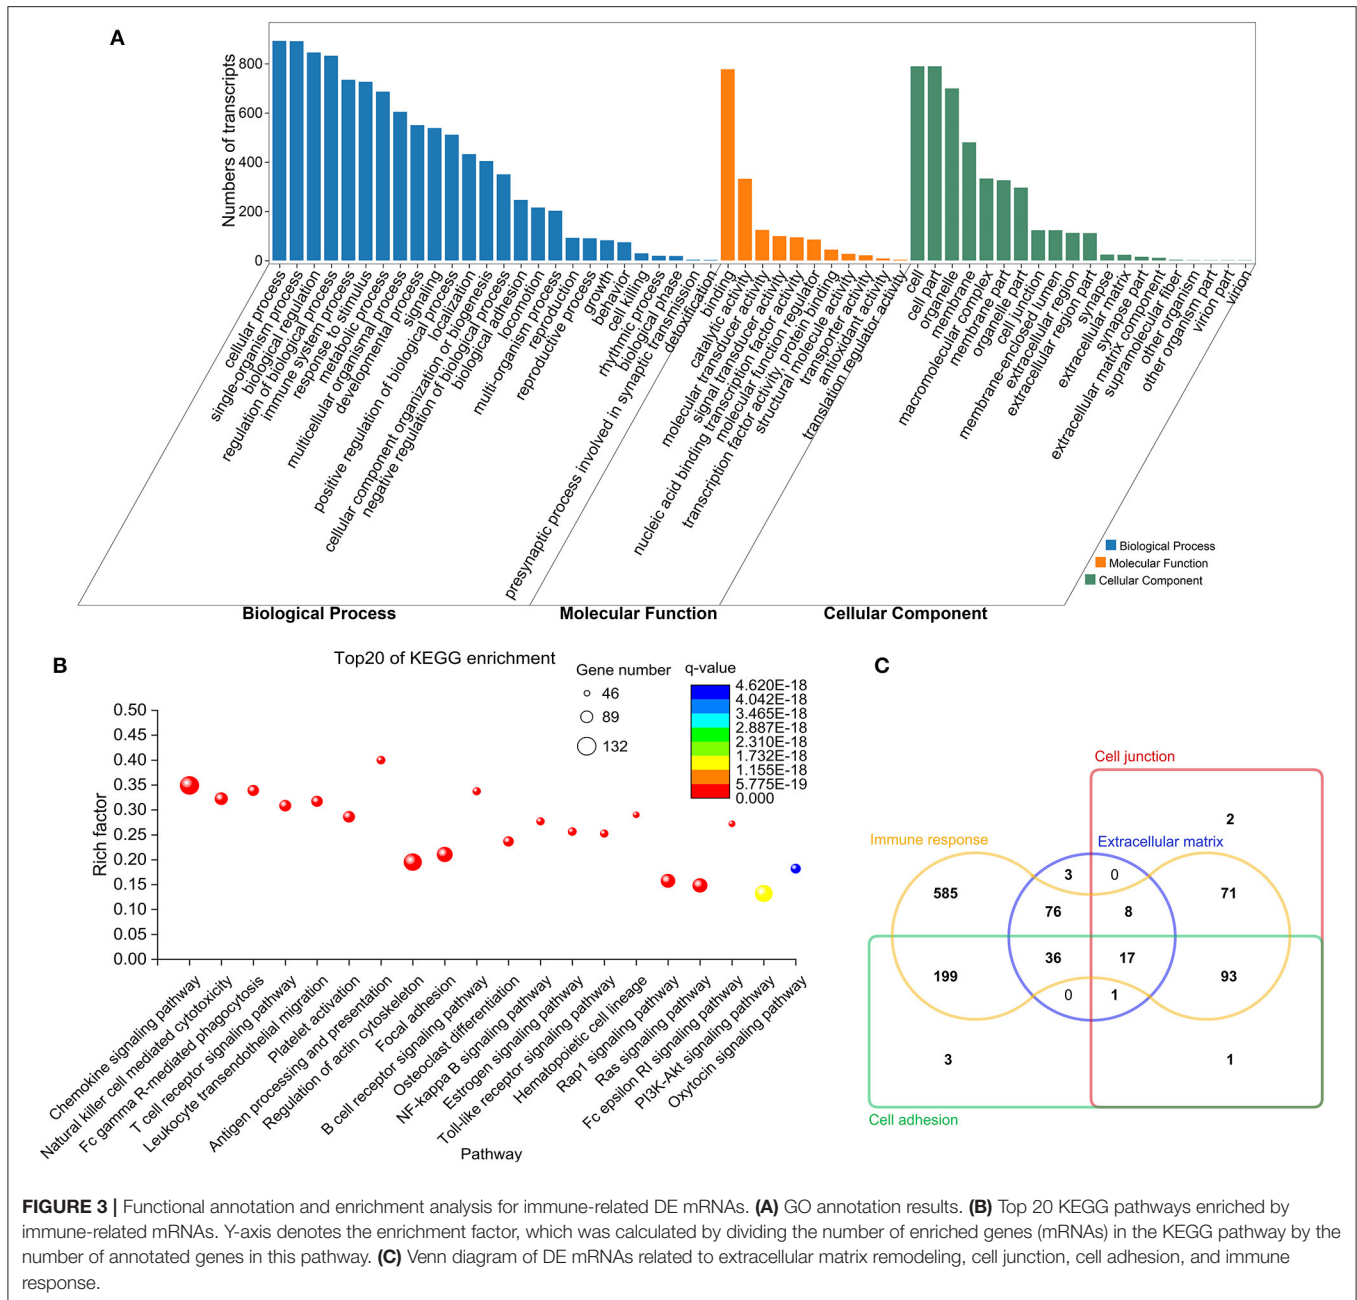 A
Numbers of transcripts
800
600
400
200
0
cellular process
single-organism process
biological regulation
regulation of biological process
immune system process
response to stimulus
metabolic process
multicellular organismal process
developmental process
signaling
positive regulation of biological process
localization
cellular component organization or biogenesis
negative regulation of biological process
biological adhesion
locomotion
multi-organism process
reproduction
reproductive process
growth
behavior
cell killing
rhythmic process
biological phase
presynaptic process involved in synaptic transmission
detoxification
binding
catalytic activity
molecular transducer activity
signal transducer activity
nucleic acid binding transcription factor activity
molecular function regulator
transcription factor activity, protein binding
structural molecule activity
transporter activity
antioxidant activity
translation regulator activity
cell
cell part
organelle
membrane
macromolecular complex
membrane part
organelle part
cell junction
membrane-enclosed lumen
extracellular region
extracellular region part
synapse
extracellular matrix
synapse part
extracellular matrix component
supramolecular fiber
other organism
other organism part
virion part
virion
Biological Process
Molecular Function
Cellular Component
Biological Process
Molecular Function
Cellular Component
B
Top20 of KEGG enrichment
Gene number
46
89
132
q-value
4.620E-18
4.042E-18
3.465E-18
2.887E-18
2.310E-18
1.732E-18
1.155E-18
5.775E-19
0.000
Rich factor
0.50
0.45
0.40
0.35
0.30
0.25
0.20
0.15
0.10
0.05
0.00
Chemokine signaling pathway
Natural killer cell mediated cytotoxicity
Fc gamma R-mediated phagocytosis
T cell receptor signaling pathway
Leukocyte transendothelial migration
Platelet activation
Antigen processing and presentation
Regulation of actin cytoskeleton
Focal adhesion
B cell receptor signaling pathway
Osteoclast differentiation
NF-kappa B signaling pathway
Estrogen signaling pathway
Toll-like receptor signaling pathway
Hematopoietic cell lineage
Rap1 signaling pathway
Ras signaling pathway
Fc epsilon RI signaling pathway
PI3K-Akt signaling pathway
Oxytocin signaling pathway
Pathway
C
Cell junction
2
Immune response
Extracellular matrix
3
0
585
71
76
8
36
17
199
93
0
1
3
1
Cell adhesion
FIGURE 3 | Functional annotation and enrichment analysis for immune-related DE mRNAs. (A) GO annotation results. (B) Top 20 KEGG pathways enriched by
immune-related mRNAs. Y-axis denotes the enrichment factor, which was calculated by dividing the number of enriched genes (mRNAs) in the KEGG pathway by the
number of annotated genes in this pathway. (C) Venn diagram of DE mRNAs related to extracellular matrix remodeling, cell junction, cell adhesion, and immune
response.